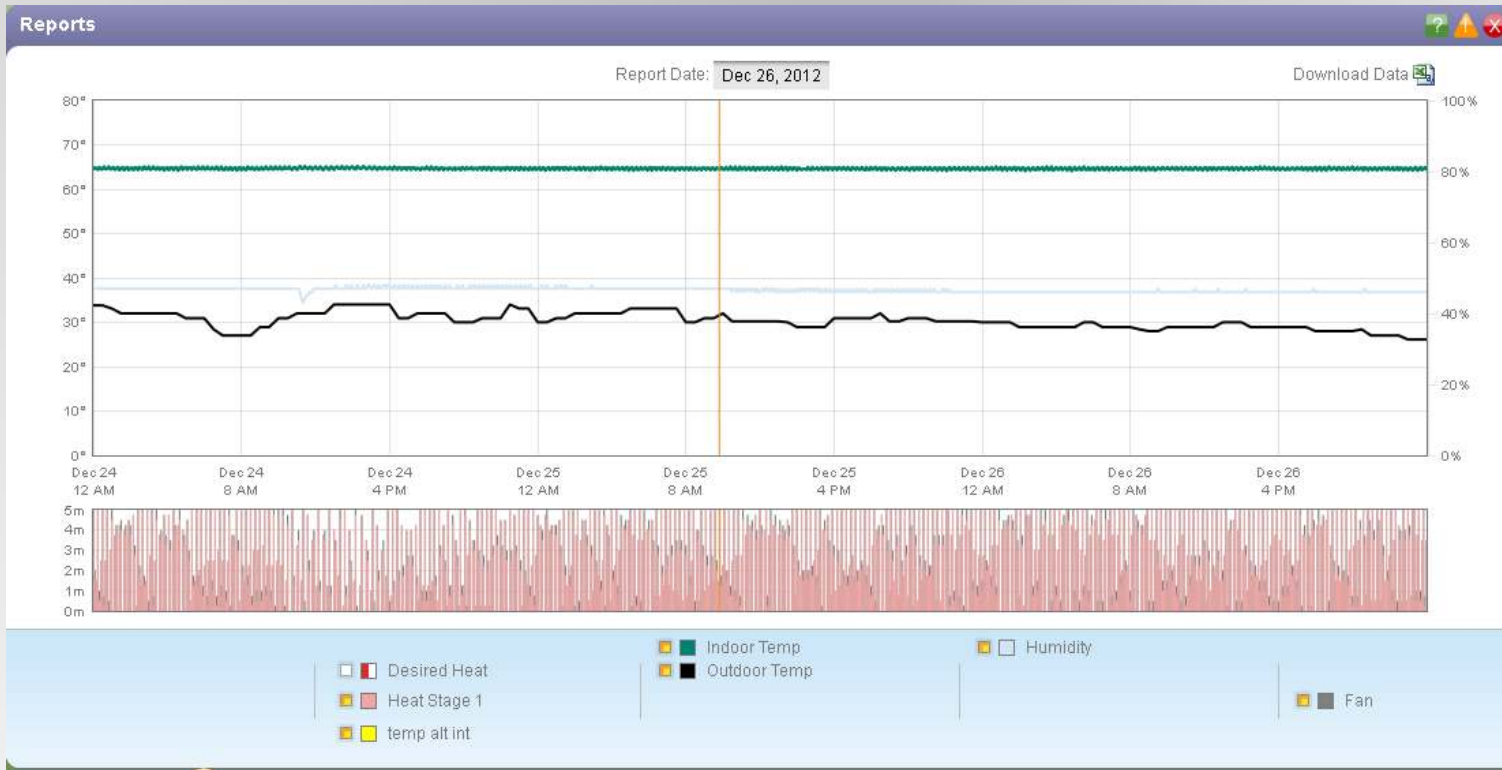 Reports
Report Date: Dec 26, 2012
Download Data
80°
70°
60°
50°
40°
30°
20°
10°
0°
100%
80%
60%
40%
20%
0%
Dec 24 Dec 24 Dec 24 Dec 25 Dec 25 Dec 25 Dec 26 Dec 26 Dec 26
12 AM 8 AM 4 PM 12 AM 8 AM 4 PM 12 AM 8 AM 4 PM
5m
4m
3m
2m
1m
0m
Indoor Temp Humidity
Desired Heat Outdoor Temp
Heat Stage 1 Fan
temp alt int